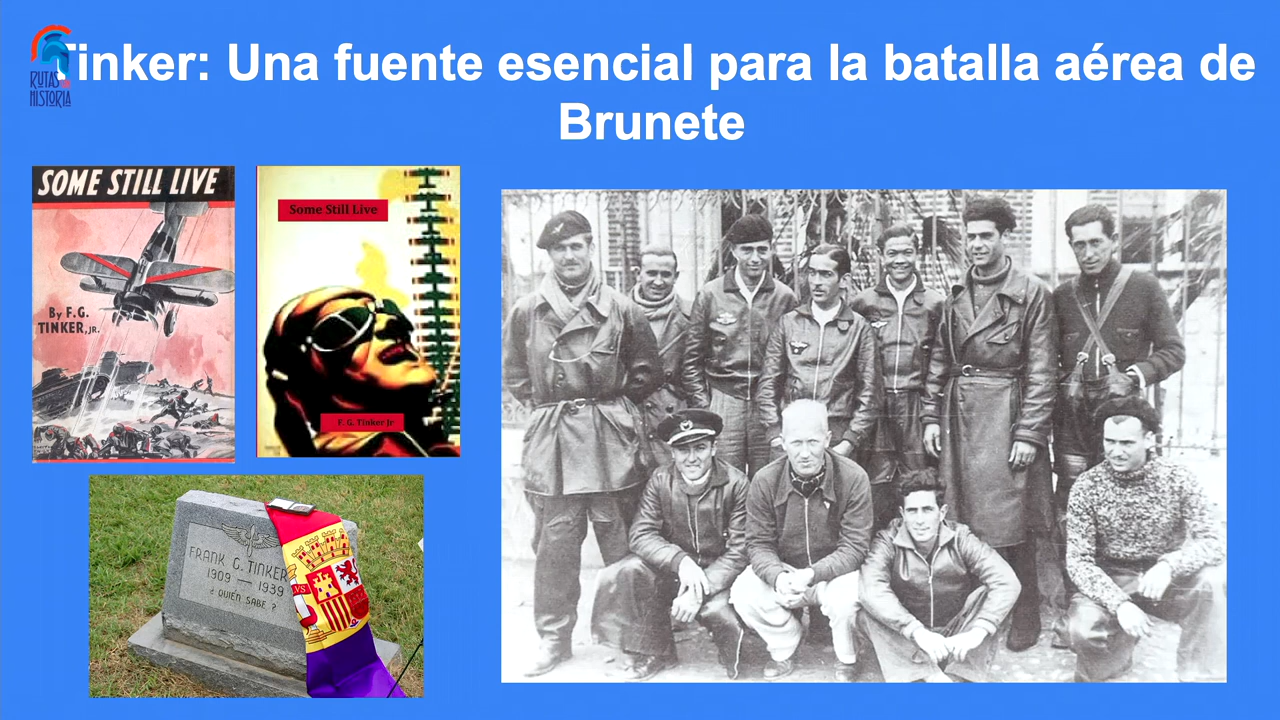 Tinker: Una fuente esencial para la batalla aérea de
Brunete
RUTAS
HISTORIA
SOME STILL LIVE
By F.G.
TINKER, JR.
Some Still Live
F. G. Tinker Jr
FRANK G. TINKER
1909 — 1939
¿ QUIÉN SABE ?